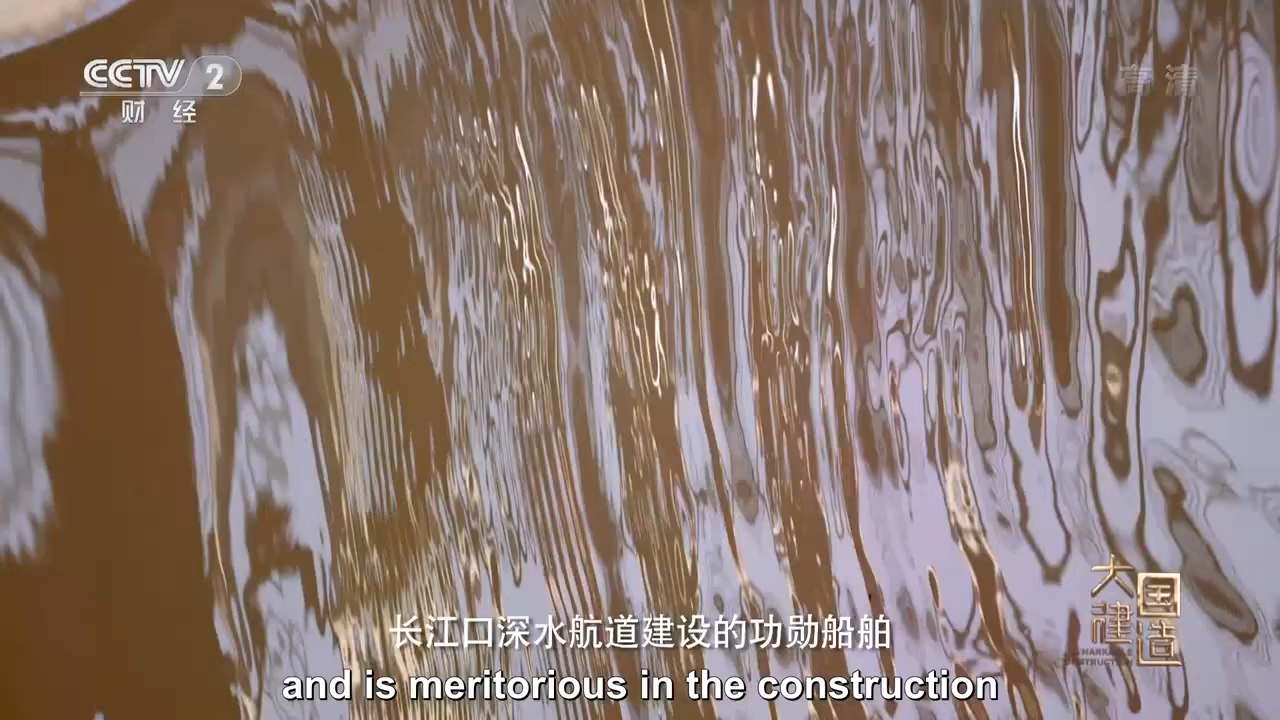 CCTV 2
财 经
高 清
大国
建造
长江口深水航道建设的功勋船舶
and is meritorious in the construction